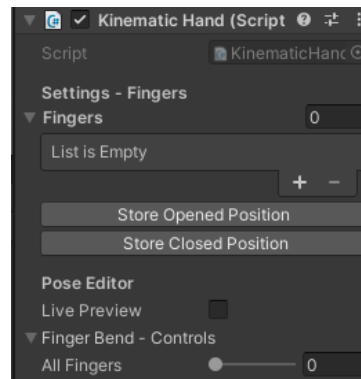 Kinematic Hand (Script
Script KinematicHanc
Settings - Fingers
Fingers 0
List is Empty
+ -
Store Opened Position
Store Closed Position
Pose Editor
Live Preview
Finger Bend - Controls
All Fingers 0